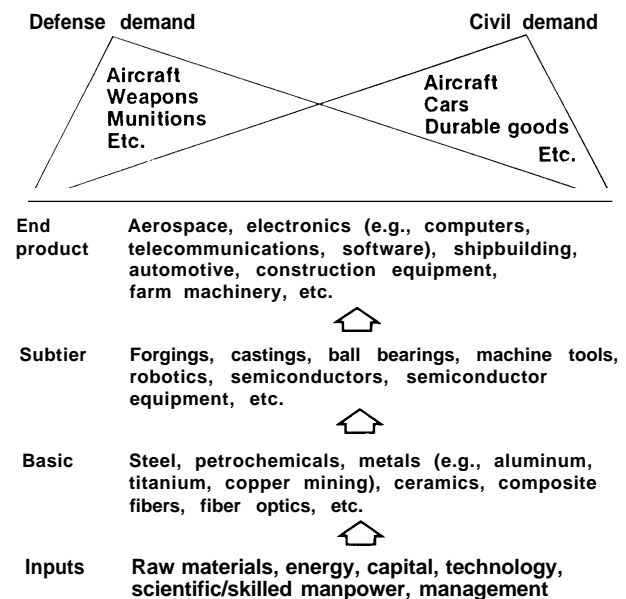 Defense demand
Civil demand
Aircraft
Weapons
Munitions
Etc.
Aircraft
Cars
Durable goods
Etc.
End product
Aerospace, electronics (e.g., computers,
telecommunications, software), shipbuilding,
automotive, construction equipment,
farm machinery, etc.
Subtier
Forgings, castings, ball bearings, machine tools,
robotics, semiconductors, semiconductor
equipment, etc.
Basic
Steel, petrochemicals, metals (e.g., aluminum,
titanium, copper mining), ceramics, composite
fibers, fiber optics, etc.
Inputs
Raw materials, energy, capital, technology,
scientific/skilled manpower, management